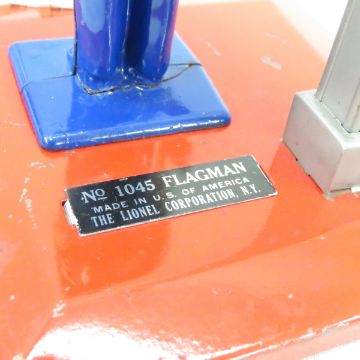 No 1045 FLAGMAN
MADE IN U.S. OF AMERICA
THE LIONEL CORPORATION, N.Y.